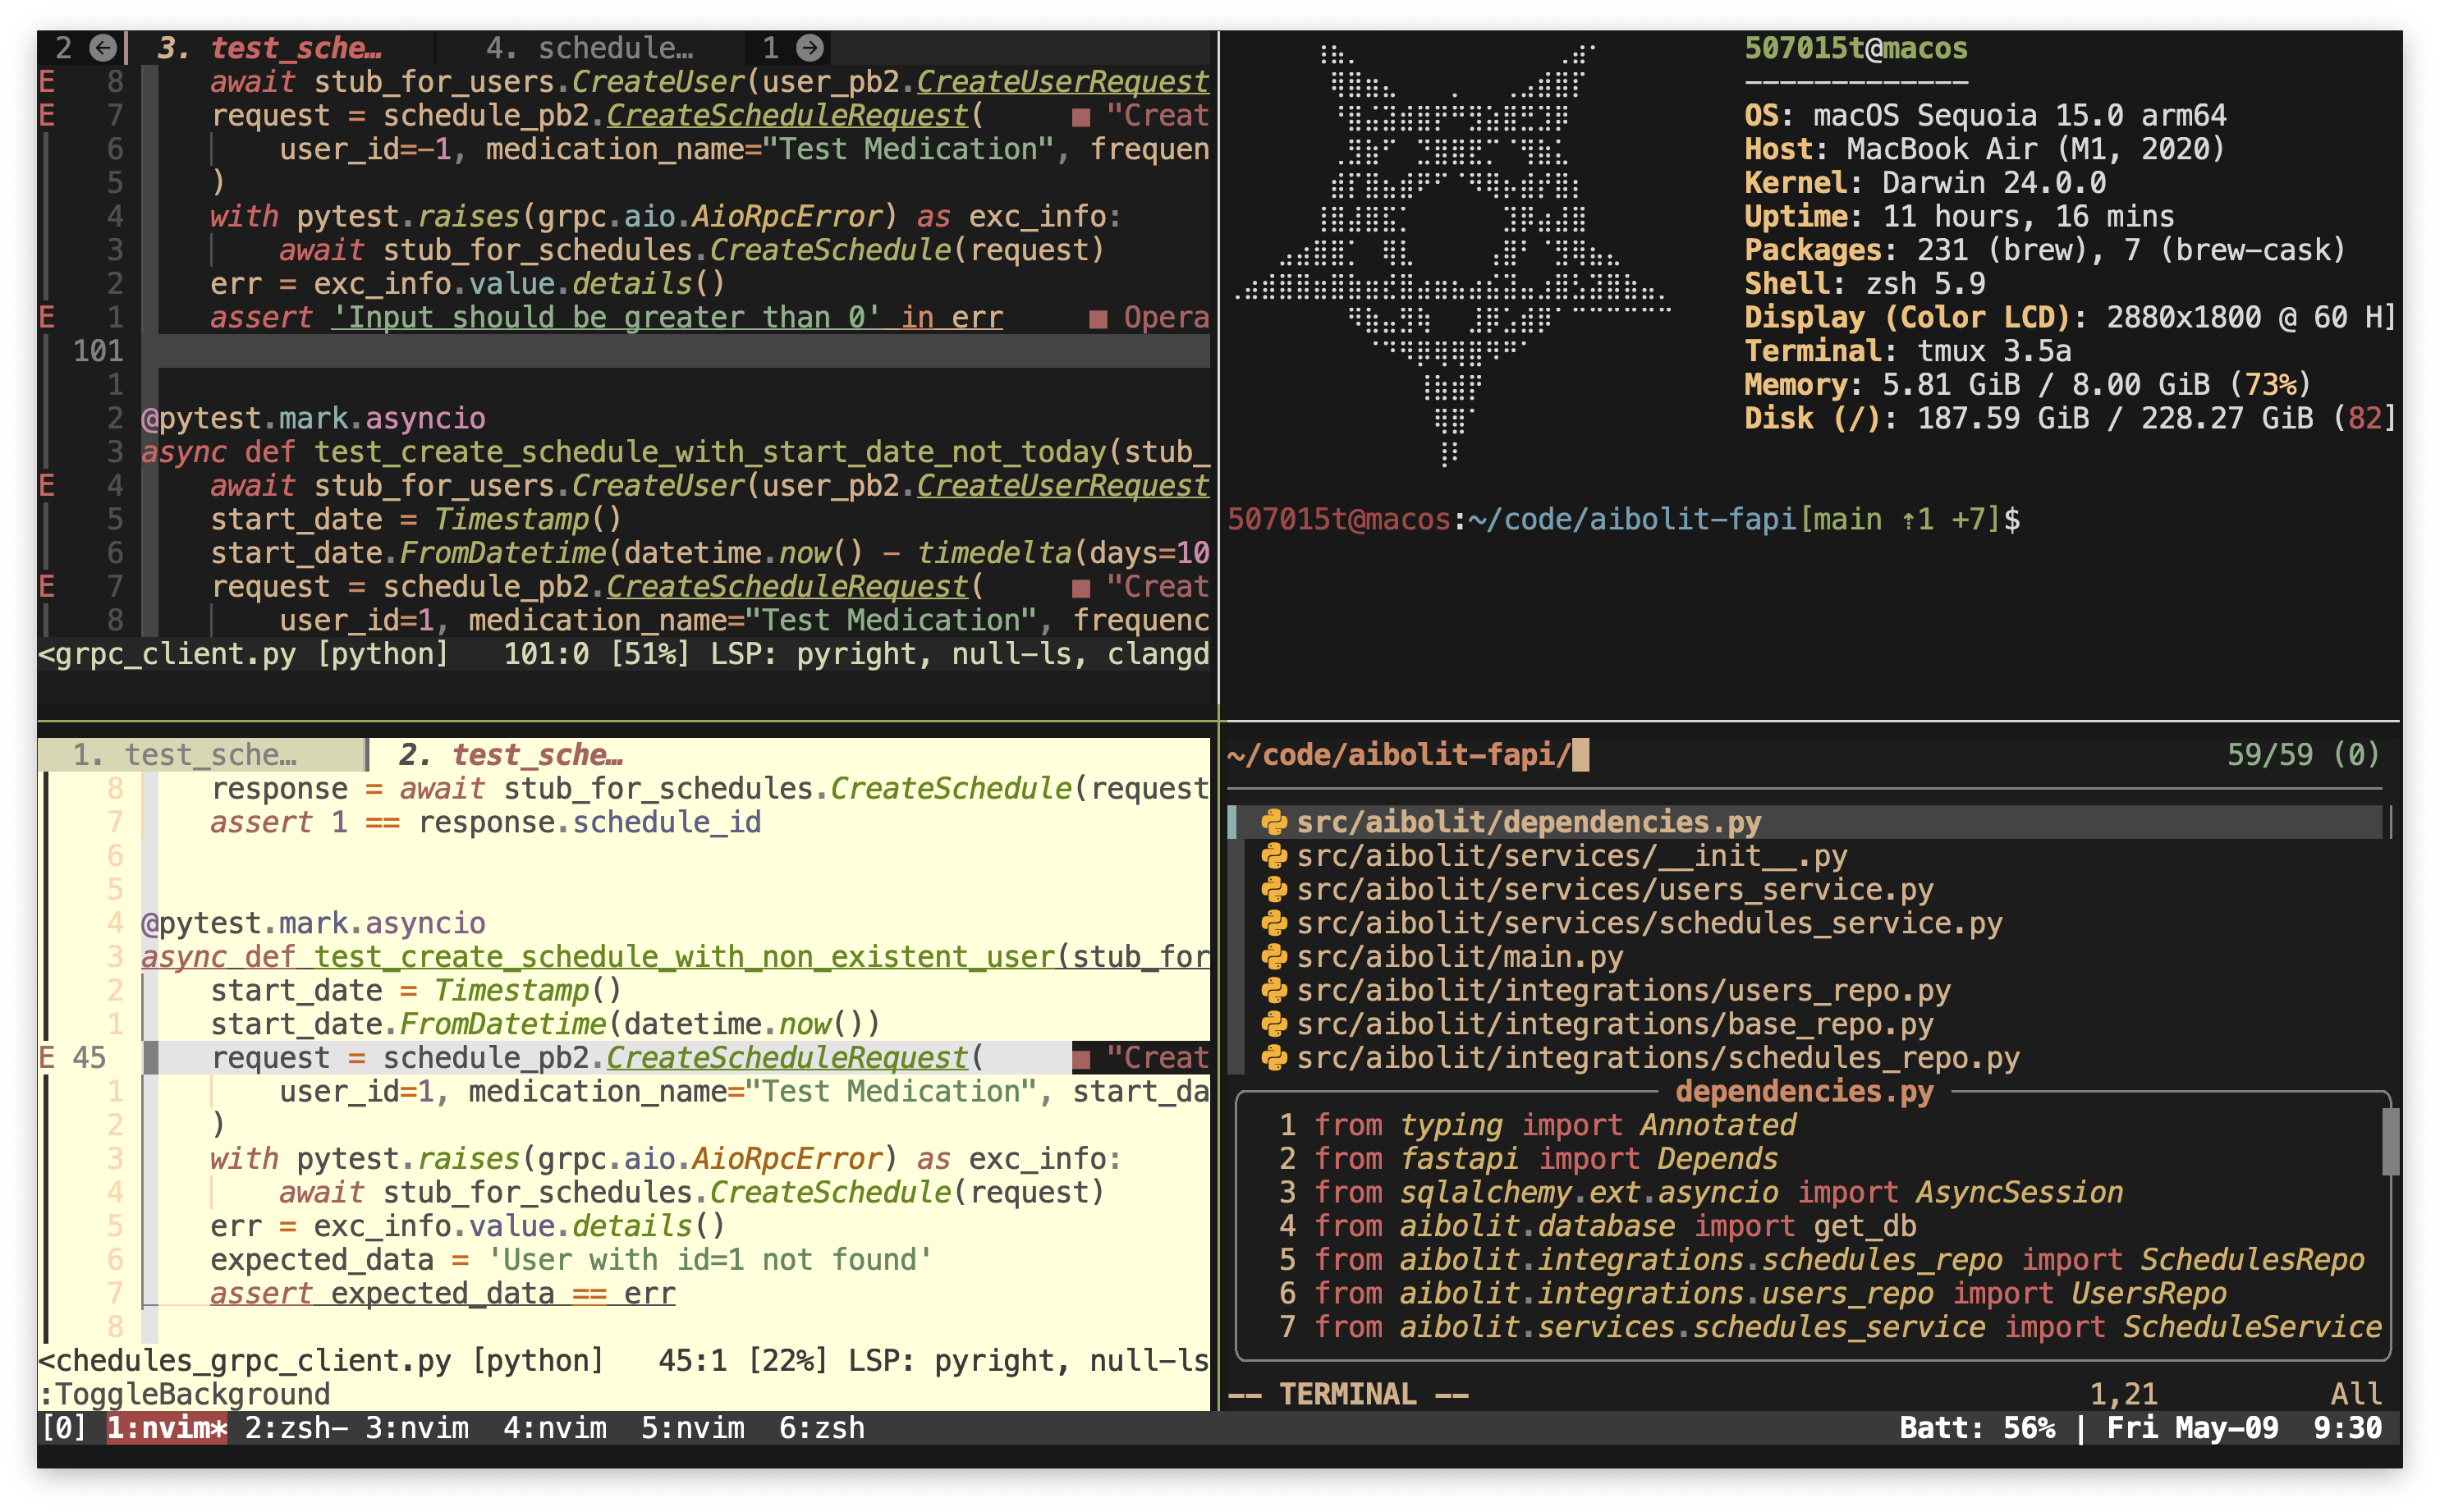 2 3. test_sche… 4. schedule… 1
E 8 await stub_for_users.CreateUser(user_pb2.CreateUserRequest
E 7 request = schedule_pb2.CreateScheduleRequest( ■ "Creat
6 user_id=-1, medication_name="Test Medication", frequen
5 )
4 with pytest.raises(grpc.aio.AioRpcError) as exc_info:
3 await stub_for_schedules.CreateSchedule(request)
2 err = exc_info.value.details()
E 1 assert 'Input should be greater than 0' in err ■ Opera
101
1
2 @pytest.mark.asyncio
3 async def test_create_schedule_with_start_date_not_today(stub_
E 4 await stub_for_users.CreateUser(user_pb2.CreateUserRequest
5 start_date = Timestamp()
6 start_date.FromDatetime(datetime.now() - timedelta(days=10
E 7 request = schedule_pb2.CreateScheduleRequest( ■ "Creat
8 user_id=1, medication_name="Test Medication", frequenc
<grpc_client.py [python] 101:0 [51%] LSP: pyright, null-ls, clangd
507015t@macos
-------------
OS: macOS Sequoia 15.0 arm64
Host: MacBook Air (M1, 2020)
Kernel: Darwin 24.0.0
Uptime: 11 hours, 16 mins
Packages: 231 (brew), 7 (brew-cask)
Shell: zsh 5.9
Display (Color LCD): 2880x1800 @ 60 H]
Terminal: tmux 3.5a
Memory: 5.81 GiB / 8.00 GiB (73%)
Disk (/): 187.59 GiB / 228.27 GiB (82]
507015t@macos:~/code/aibolit-fapi[main ⇡1 +7]$
1. test_sche… 2. test_sche…
8 response = await stub_for_schedules.CreateSchedule(request
7 assert 1 == response.schedule_id
6
5
4 @pytest.mark.asyncio
3 async def test_create_schedule_with_non_existent_user(stub_for
2 start_date = Timestamp()
1 start_date.FromDatetime(datetime.now())
E 45 request = schedule_pb2.CreateScheduleRequest( ■ "Creat
1 user_id=1, medication_name="Test Medication", start_da
2 )
3 with pytest.raises(grpc.aio.AioRpcError) as exc_info:
4 await stub_for_schedules.CreateSchedule(request)
5 err = exc_info.value.details()
6 expected_data = 'User with id=1 not found'
7 assert expected_data == err
8
<chedules_grpc_client.py [python] 45:1 [22%] LSP: pyright, null-ls
:ToggleBackground
~/code/aibolit-fapi/ 59/59 (0)
src/aibolit/dependencies.py
src/aibolit/services/__init__.py
src/aibolit/services/users_service.py
src/aibolit/services/schedules_service.py
src/aibolit/main.py
src/aibolit/integrations/users_repo.py
src/aibolit/integrations/base_repo.py
src/aibolit/integrations/schedules_repo.py
dependencies.py
1 from typing import Annotated
2 from fastapi import Depends
3 from sqlalchemy.ext.asyncio import AsyncSession
4 from aibolit.database import get_db
5 from aibolit.integrations.schedules_repo import SchedulesRepo
6 from aibolit.integrations.users_repo import UsersRepo
7 from aibolit.services.schedules_service import ScheduleService
-- TERMINAL -- 1,21 All
[0] 1:nvim* 2:zsh- 3:nvim 4:nvim 5:nvim 6:zsh Batt: 56% | Fri May-09 9:30